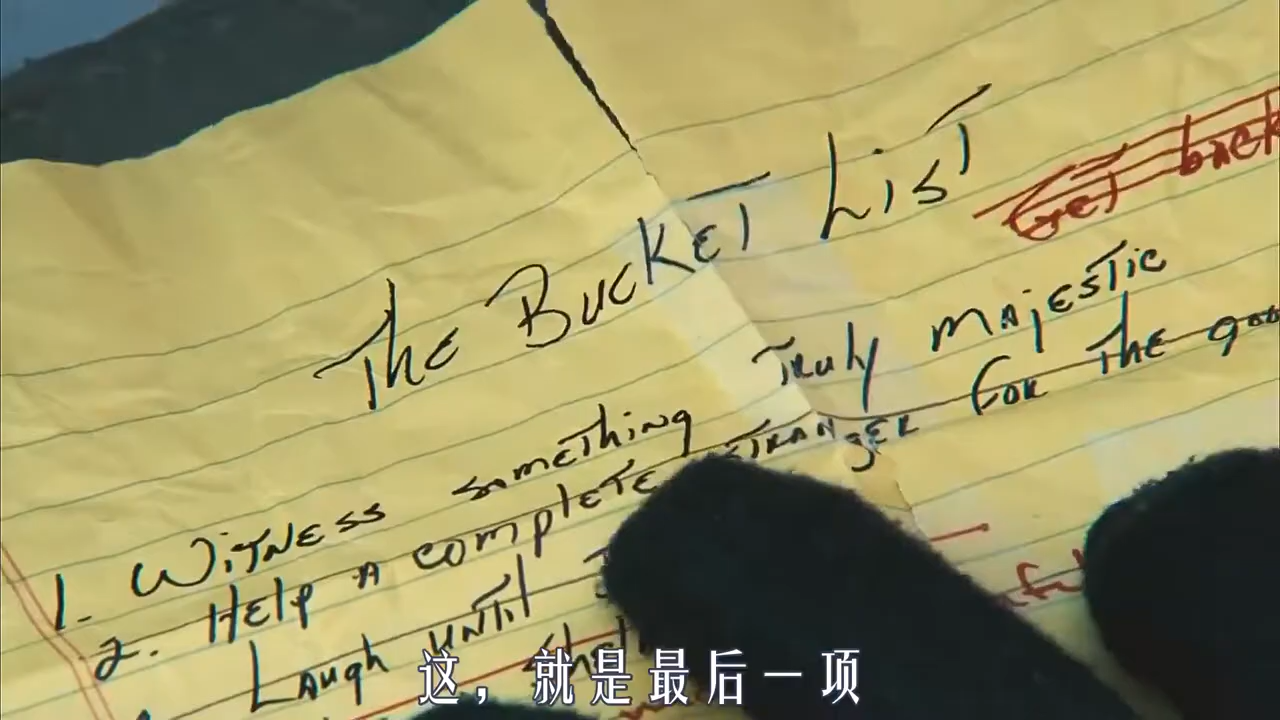 The Bucket List
Get back
1. Witness something Truly majestic
2. Help a complete stranger for the
Laugh until
这，就是最后一项